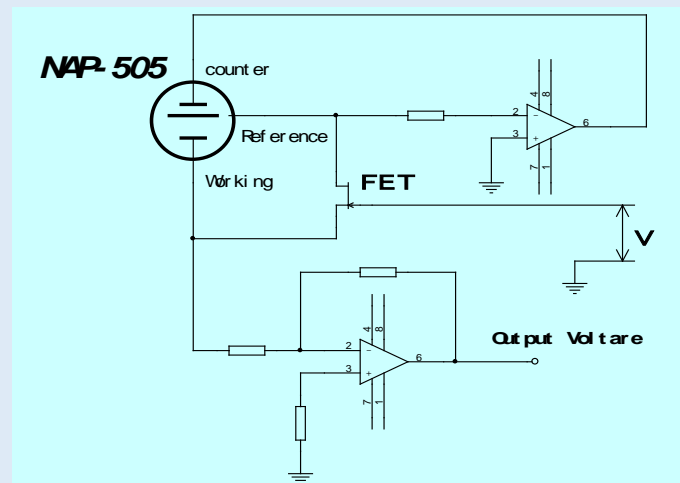 NAP-505
counter
Reference
Working
FET
4
8
2
-
3
+
6
7
1
V
4
8
2
-
3
+
6
7
1
Output Voltare